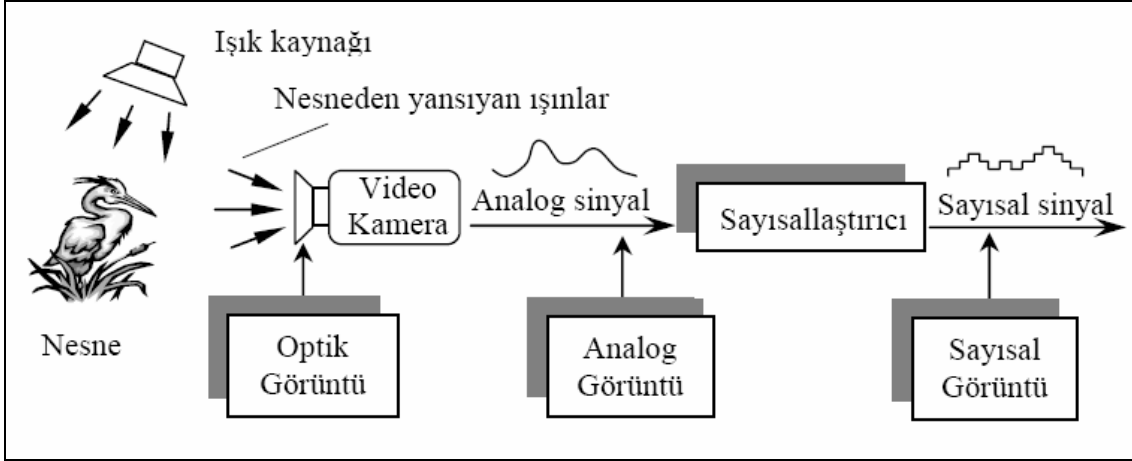 Işık kaynağı
Nesneden yansıyan ışınlar
Video
Kamera
Analog sinyal
Sayısallaştırıcı
Sayısal sinyal
Nesne
Optik
Görüntü
Analog
Görüntü
Sayısal
Görüntü